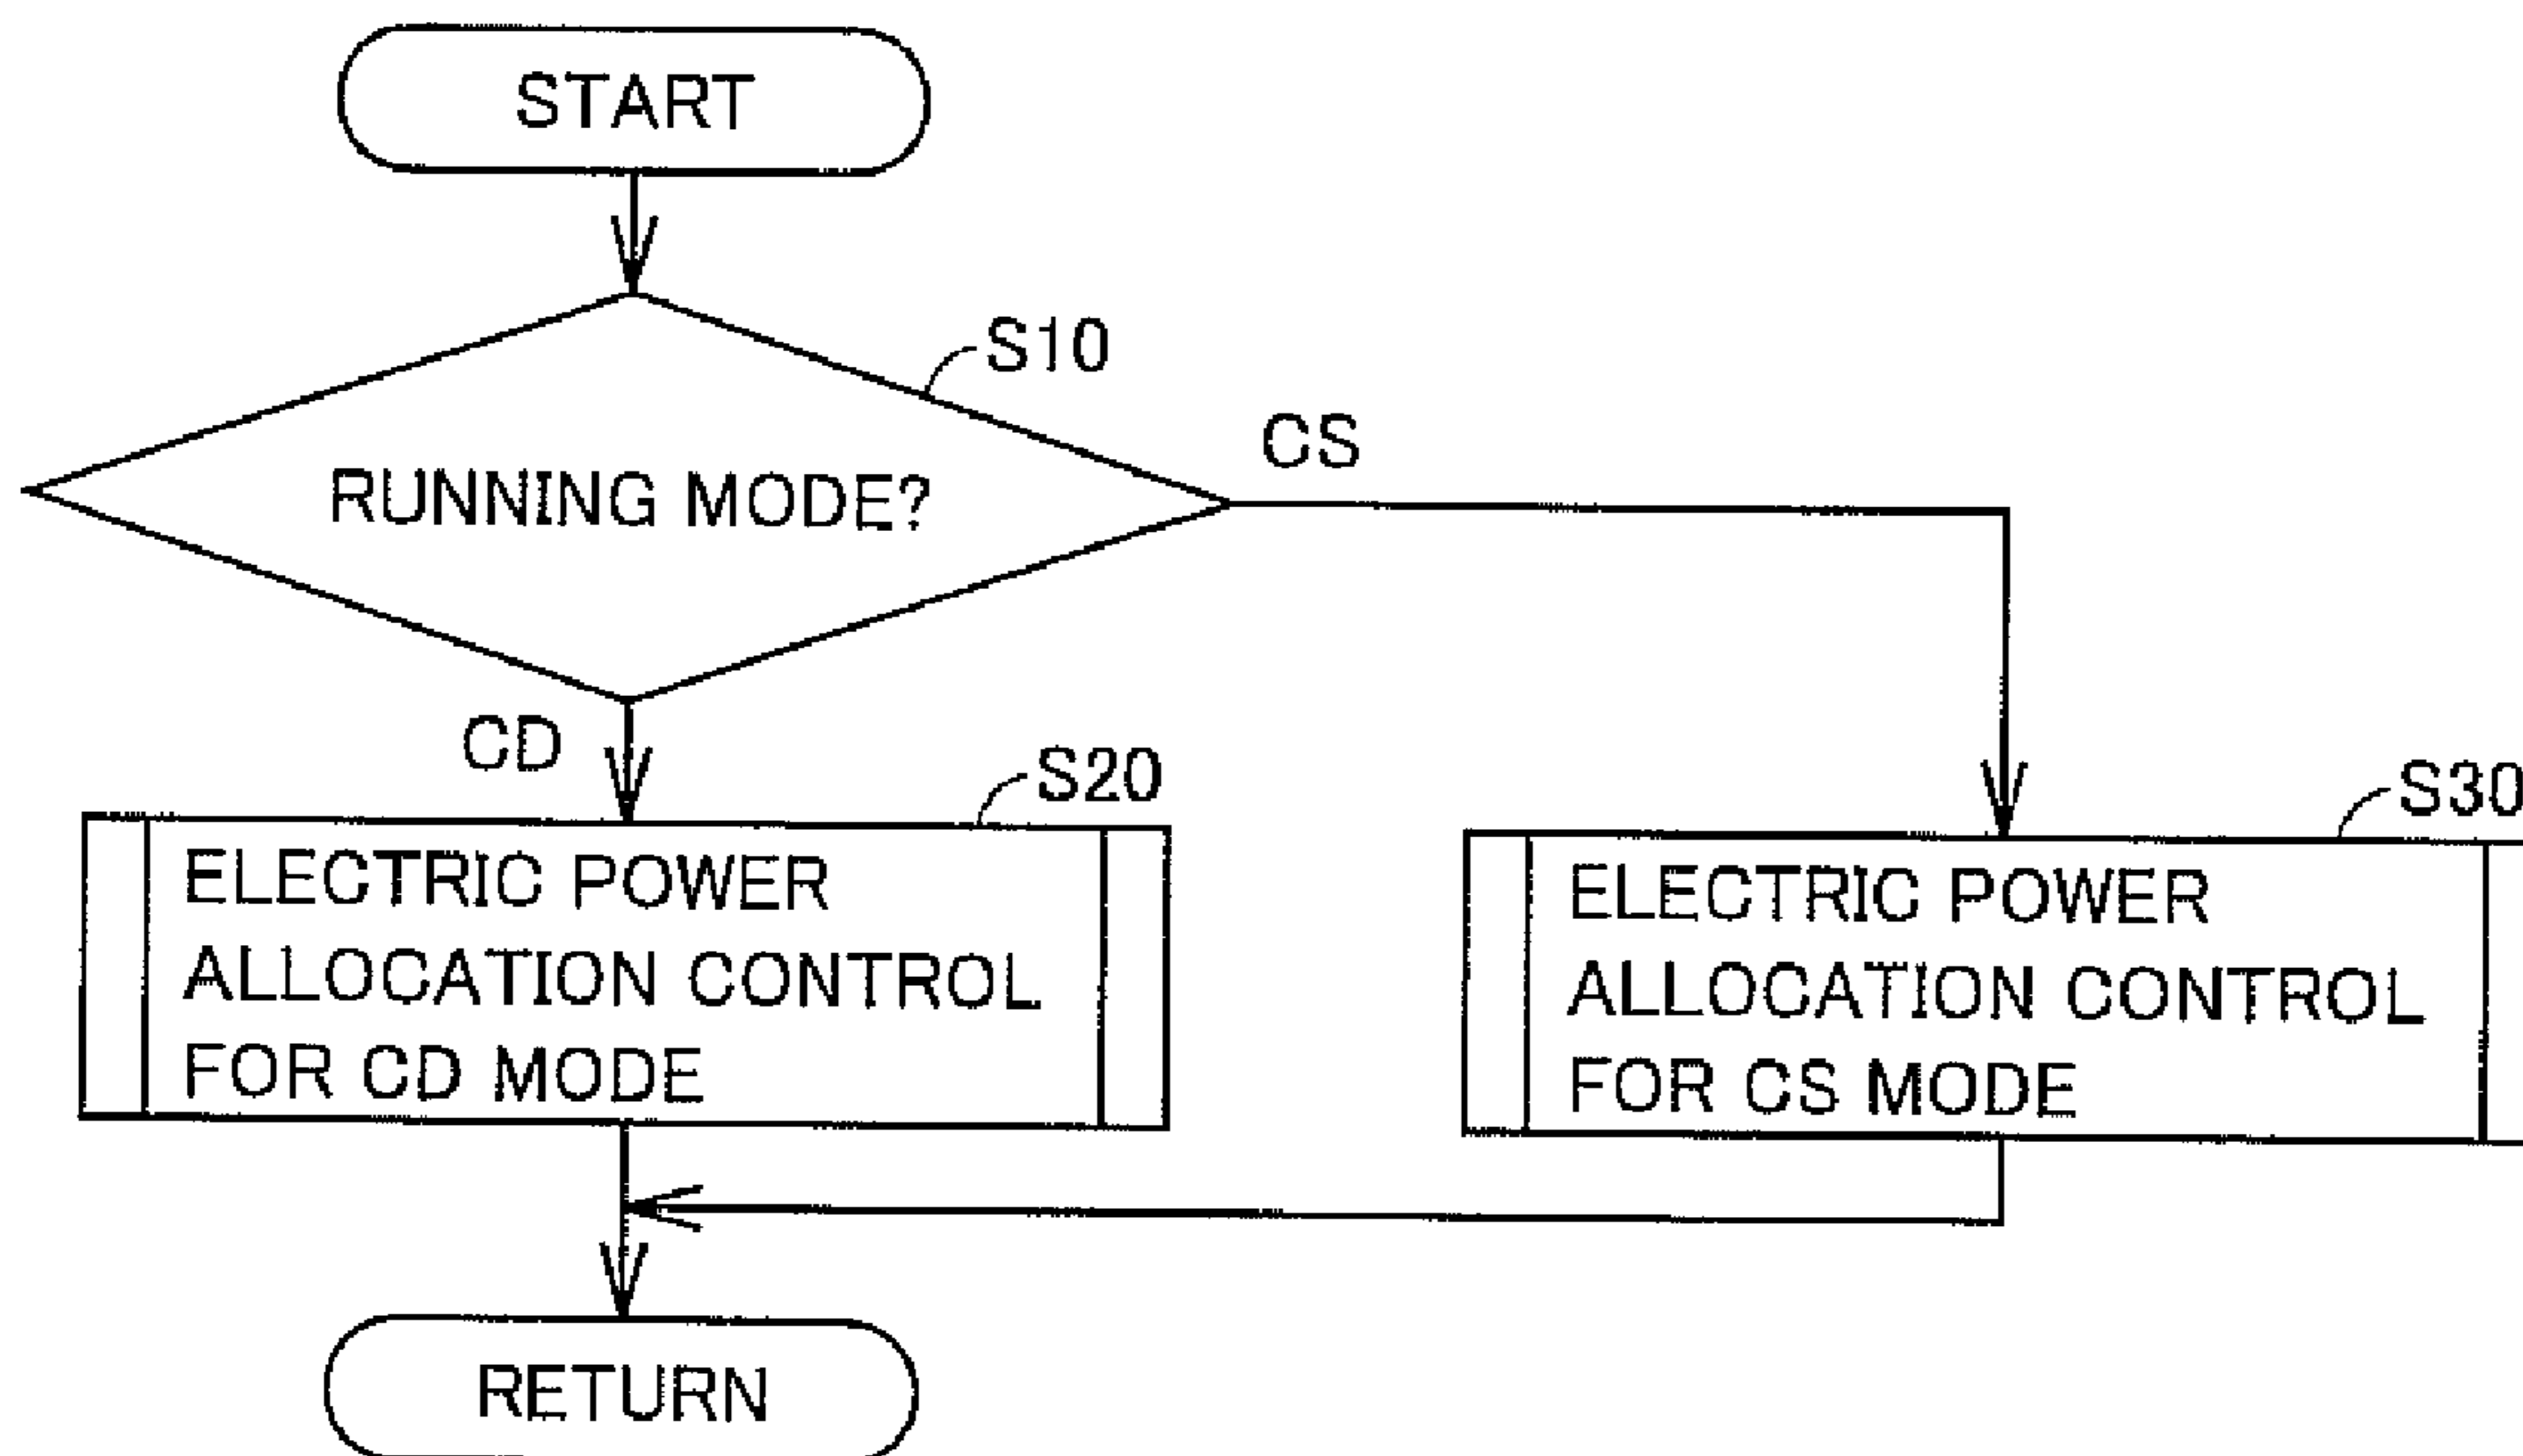 START
S10
RUNNING MODE?
CS
CD
S20
ELECTRIC POWER
ALLOCATION CONTROL
FOR CD MODE
S30
ELECTRIC POWER
ALLOCATION CONTROL
FOR CS MODE
RETURN